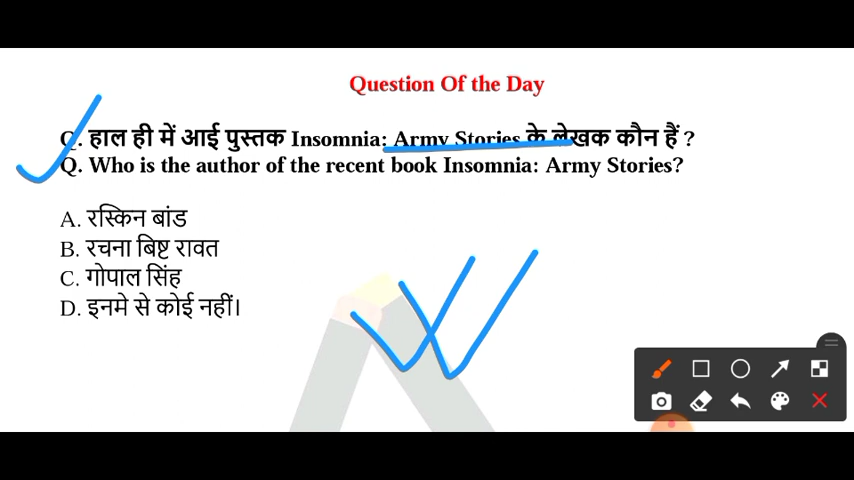 Question Of the Day
Q. हाल ही में आई पुस्तक Insomnia: Army Stories के लेखक कौन हैं ?
Q. Who is the author of the recent book Insomnia: Army Stories?
A. रस्किन बांड
B. रचना बिष्ट रावत
C. गोपाल सिंह
D. इनमे से कोई नहीं।